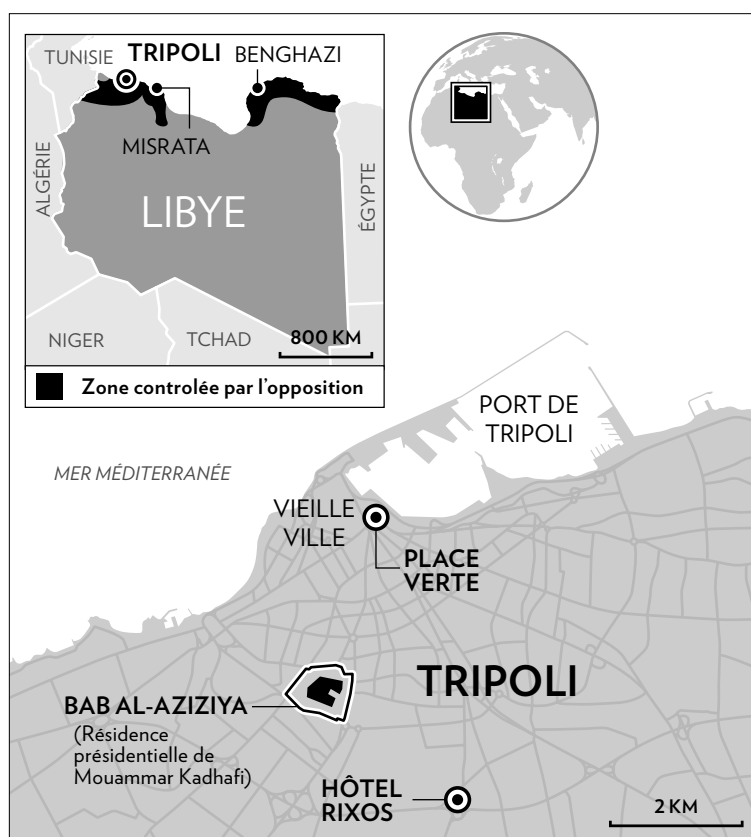 TUNISIE
TRIPOLI
BENGHAZI
MISRATA
ALGÉRIE
LIBYE
ÉGYPTE
NIGER
TCHAD
800 KM
Zone controlée par l'opposition
PORT DE
TRIPOLI
MER MÉDITERRANÉE
VIEILLE
VILLE
PLACE
VERTE
TRIPOLI
BAB AL-AZIZIYA
(Résidence
présidentielle de
Mouammar Kadhafi)
HÔTEL
RIXOS
2 KM